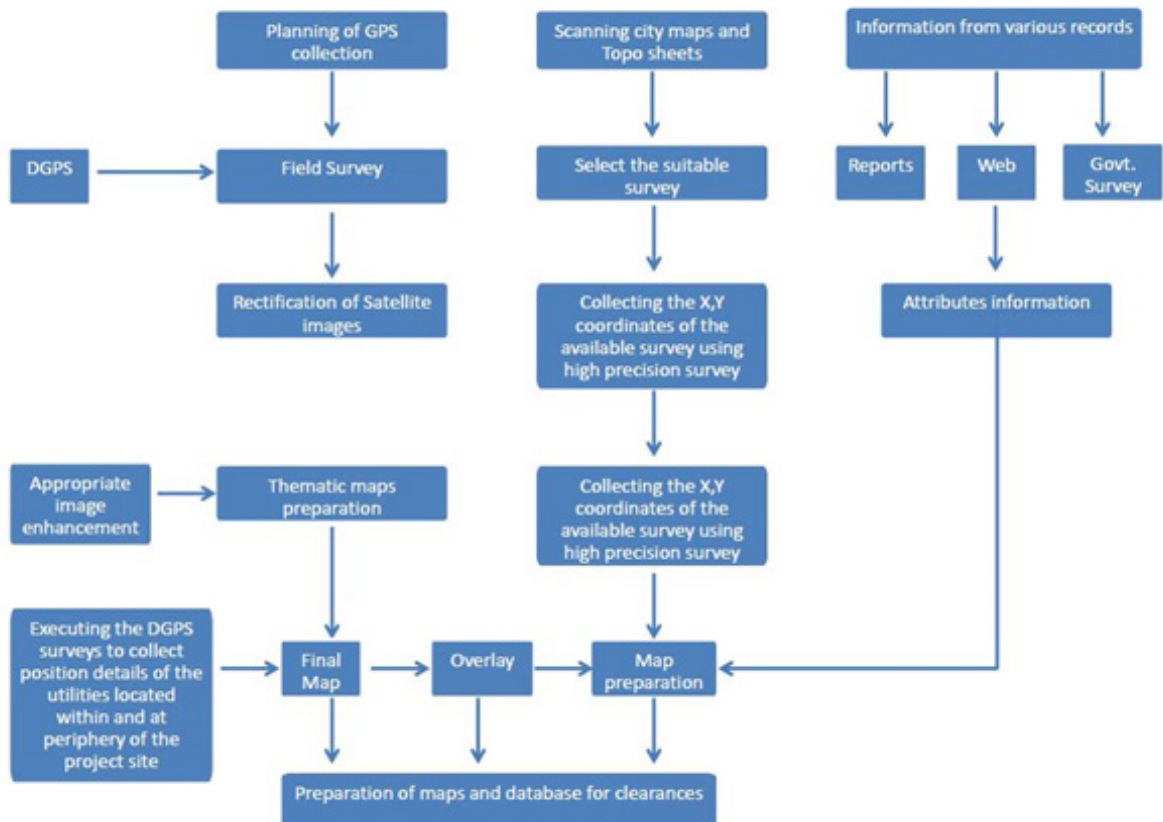 Planning of GPS
collection
Scanning city maps and
Topo sheets
Information from various records
DGPS
Field Survey
Select the suitable
survey
Reports
Web
Govt.
Survey
Rectification of Satellite
images
Collecting the X,Y
coordinates of the
available survey using
high precision survey
Attributes information
Appropriate
image
enhancement
Thematic maps
preparation
Collecting the X,Y
coordinates of the
available survey using
high precision survey
Executing the DGPS
surveys to collect
position details of the
utilities located
within and at
periphery of the
project site
Final
Map
Overlay
Map
preparation
Preparation of maps and database for clearances